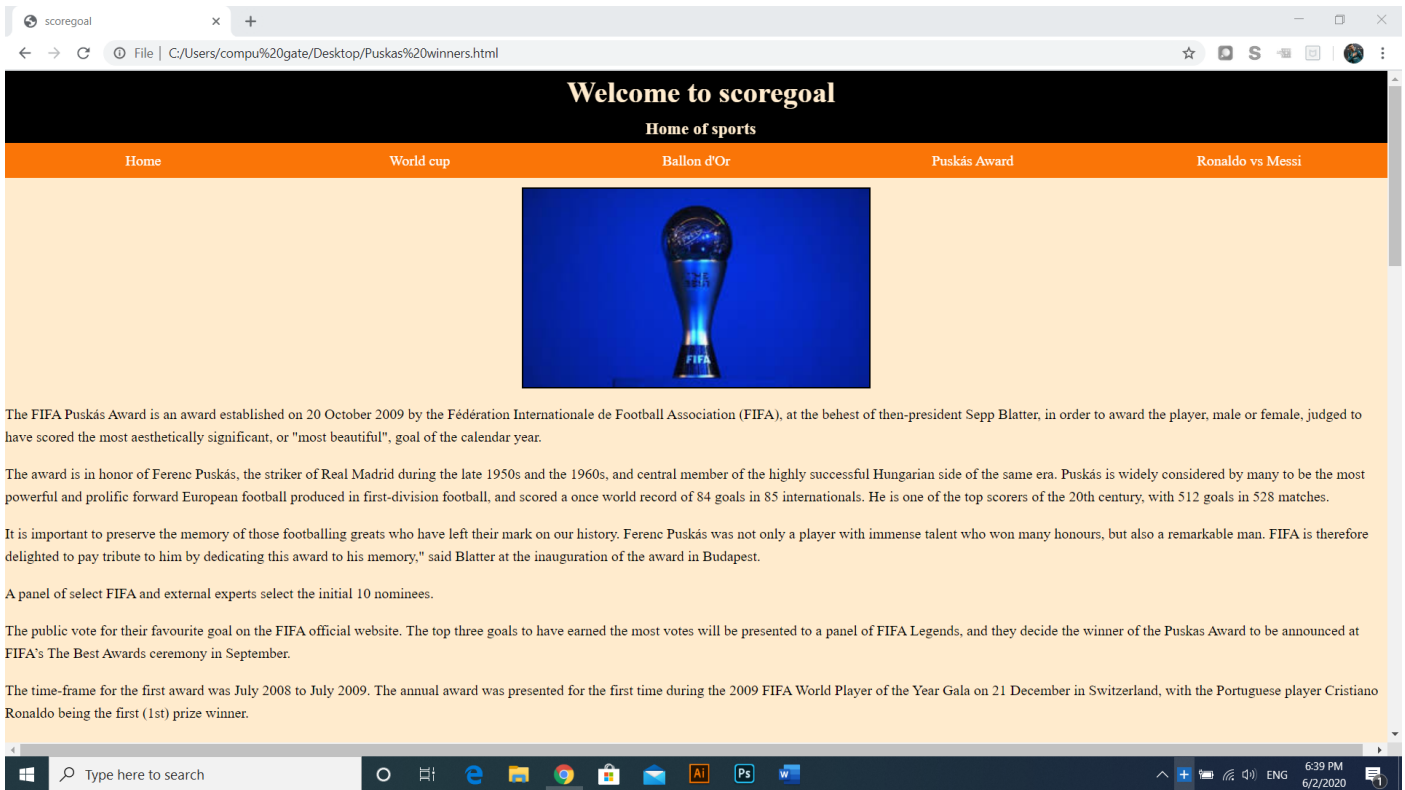 scoregoal
File | C:/Users/compu%20gate/Desktop/Puskas%20winners.html
S
Welcome to scoregoal
Home of sports
Home World cup Ballon d'Or Puskás Award Ronaldo vs Messi
THE
BEST
FIFA
The FIFA Puskás Award is an award established on 20 October 2009 by the Fédération Internationale de Football Association (FIFA), at the behest of then-president Sepp Blatter, in order to award the player, male or female, judged to
have scored the most aesthetically significant, or "most beautiful", goal of the calendar year.
The award is in honor of Ferenc Puskás, the striker of Real Madrid during the late 1950s and the 1960s, and central member of the highly successful Hungarian side of the same era. Puskás is widely considered by many to be the most
powerful and prolific forward European football produced in first-division football, and scored a once world record of 84 goals in 85 internationals. He is one of the top scorers of the 20th century, with 512 goals in 528 matches.
It is important to preserve the memory of those footballing greats who have left their mark on our history. Ferenc Puskás was not only a player with immense talent who won many honours, but also a remarkable man. FIFA is therefore
delighted to pay tribute to him by dedicating this award to his memory," said Blatter at the inauguration of the award in Budapest.
A panel of select FIFA and external experts select the initial 10 nominees.
The public vote for their favourite goal on the FIFA official website. The top three goals to have earned the most votes will be presented to a panel of FIFA Legends, and they decide the winner of the Puskas Award to be announced at
FIFA's The Best Awards ceremony in September.
The time-frame for the first award was July 2008 to July 2009. The annual award was presented for the first time during the 2009 FIFA World Player of the Year Gala on 21 December in Switzerland, with the Portuguese player Cristiano
Ronaldo being the first (1st) prize winner.
Type here to search
Ai
Ps
W
ENG
6:39 PM
6/2/2020
1